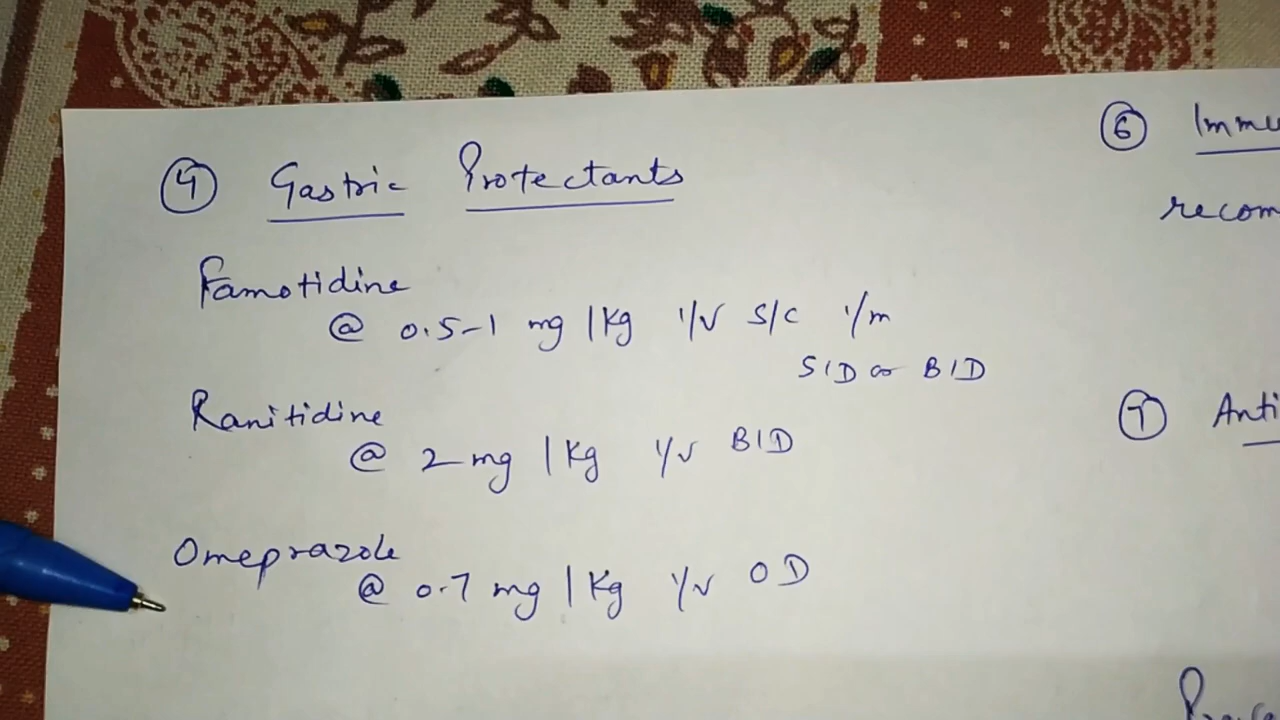 ④ Gastric Protectants
Famotidine
@ 0.5-1 mg/kg I/V S/C I/m
SID or BID
Ranitidine
@ 2 mg/kg I/V BID
Omeprazole
@ 0.7 mg/kg I/V OD
⑥ Immu
recom
⑦ Anti